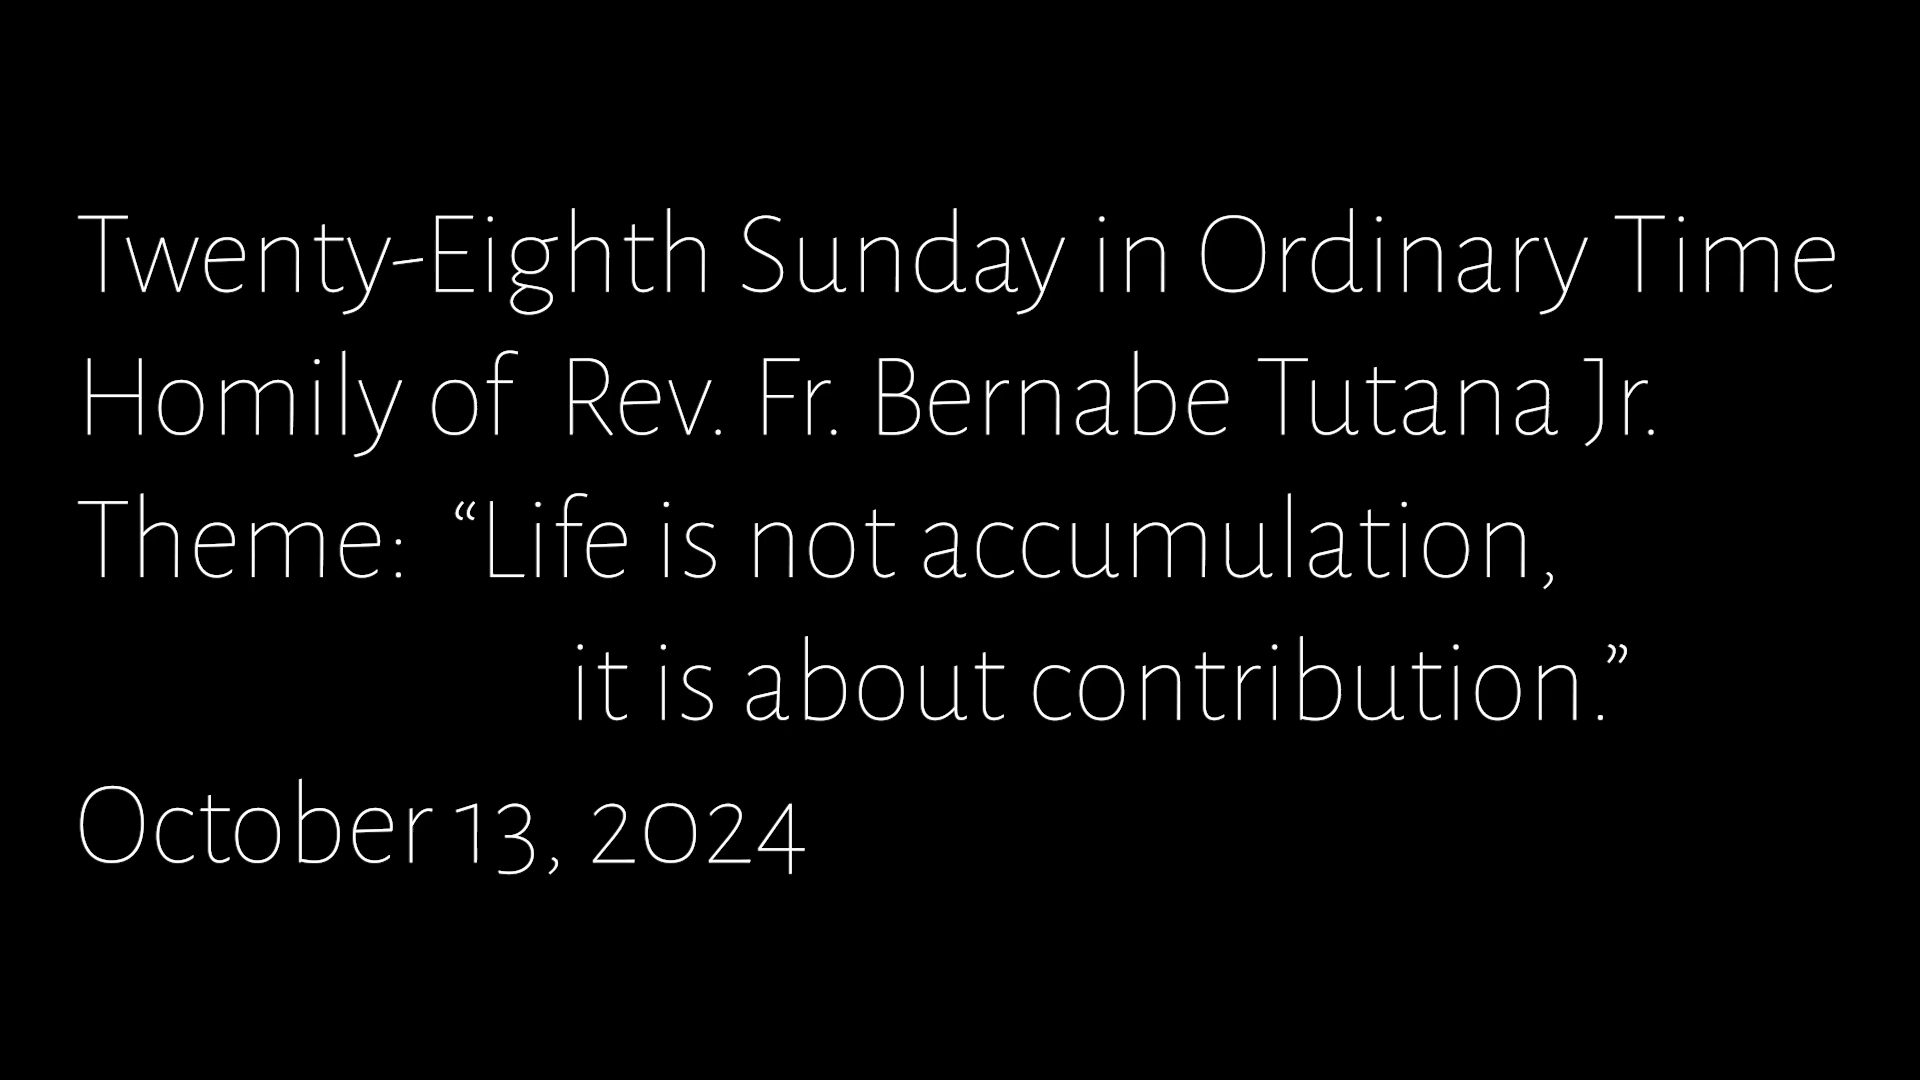 Twenty-Eighth Sunday in Ordinary Time
Homily of Rev. Fr. Bernabe Tutana Jr.
Theme: “Life is not accumulation,
it is about contribution.”
October 13, 2024